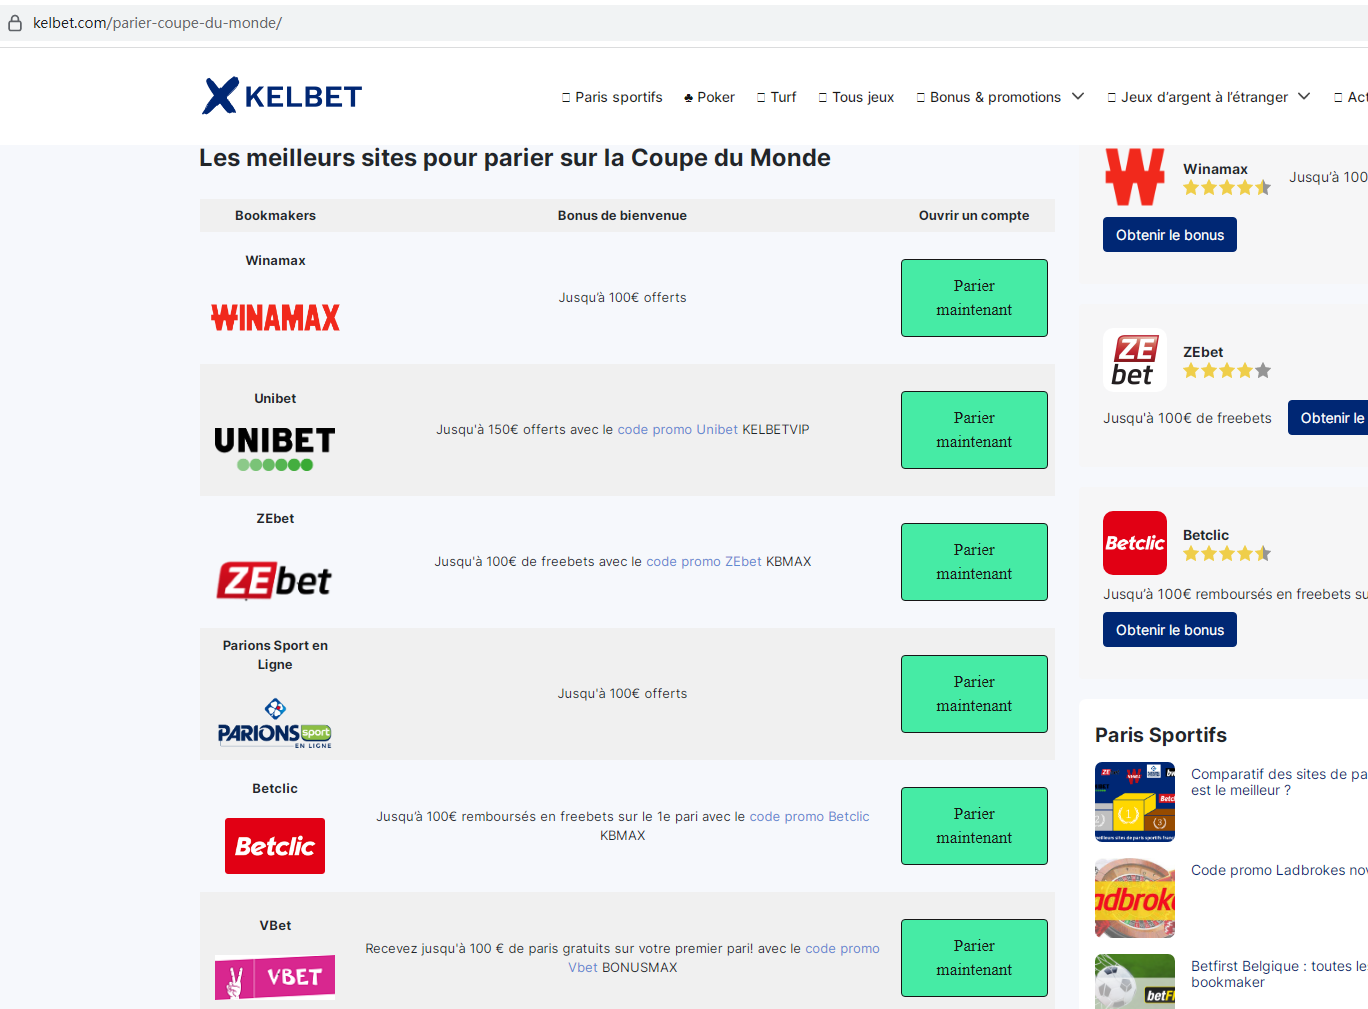 kelbet.com/parier-coupe-du-monde/
KELBET
Paris sportifs
Poker
Turf
Tous jeux
Bonus & promotions
Jeux d’argent à l’étranger
Act
Les meilleurs sites pour parier sur la Coupe du Monde
Bookmakers
Bonus de bienvenue
Ouvrir un compte
Winamax
WINAMAX
Jusqu’à 100€ offerts
Parier
maintenant
Unibet
UNIBET
Jusqu'à 150€ offerts avec le code promo Unibet KELBETVIP
Parier
maintenant
ZEbet
ZEbet
Jusqu'à 100€ de freebets avec le code promo ZEbet KBMAX
Parier
maintenant
Parions Sport en
Ligne
PARIONS sport
EN LIGNE
Jusqu'à 100€ offerts
Parier
maintenant
Betclic
Betclic
Jusqu’à 100€ remboursés en freebets sur le 1e pari avec le code promo Betclic
KBMAX
Parier
maintenant
VBet
VBET
Recevez jusqu'à 100 € de paris gratuits sur votre premier pari! avec le code promo
Vbet BONUSMAX
Parier
maintenant
W
Winamax
Jusqu’à 100
Obtenir le bonus
ZE
bet
ZEbet
Jusqu'à 100€ de freebets
Obtenir le
Betclic
Betclic
Jusqu’à 100€ remboursés en freebets su
Obtenir le bonus
Paris Sportifs
Comparatif des sites de pa
est le meilleur ?
adbroke
Code promo Ladbrokes nov
betFi
Betfirst Belgique : toutes les
bookmaker